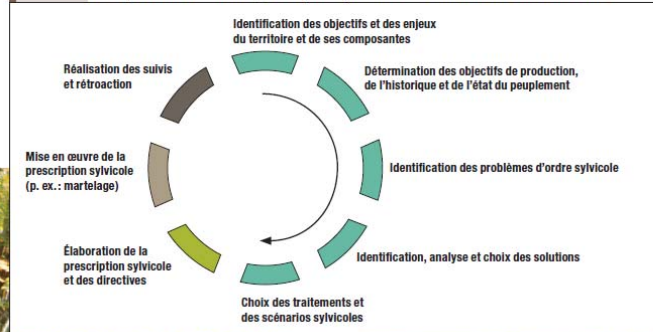 Identification des objectifs et des enjeux
du territoire et de ses composantes
Détermination des objectifs de production,
de l'historique et de l'état du peuplement
Identification des problèmes d'ordre sylvicole
Identification, analyse et choix des solutions
Choix des traitements et
des scénarios sylvicoles
Élaboration de la
prescription sylvicole
et des directives
Mise en œuvre de la
prescription sylvicole
(p. ex.: martelage)
Réalisation des suivis
et rétroaction